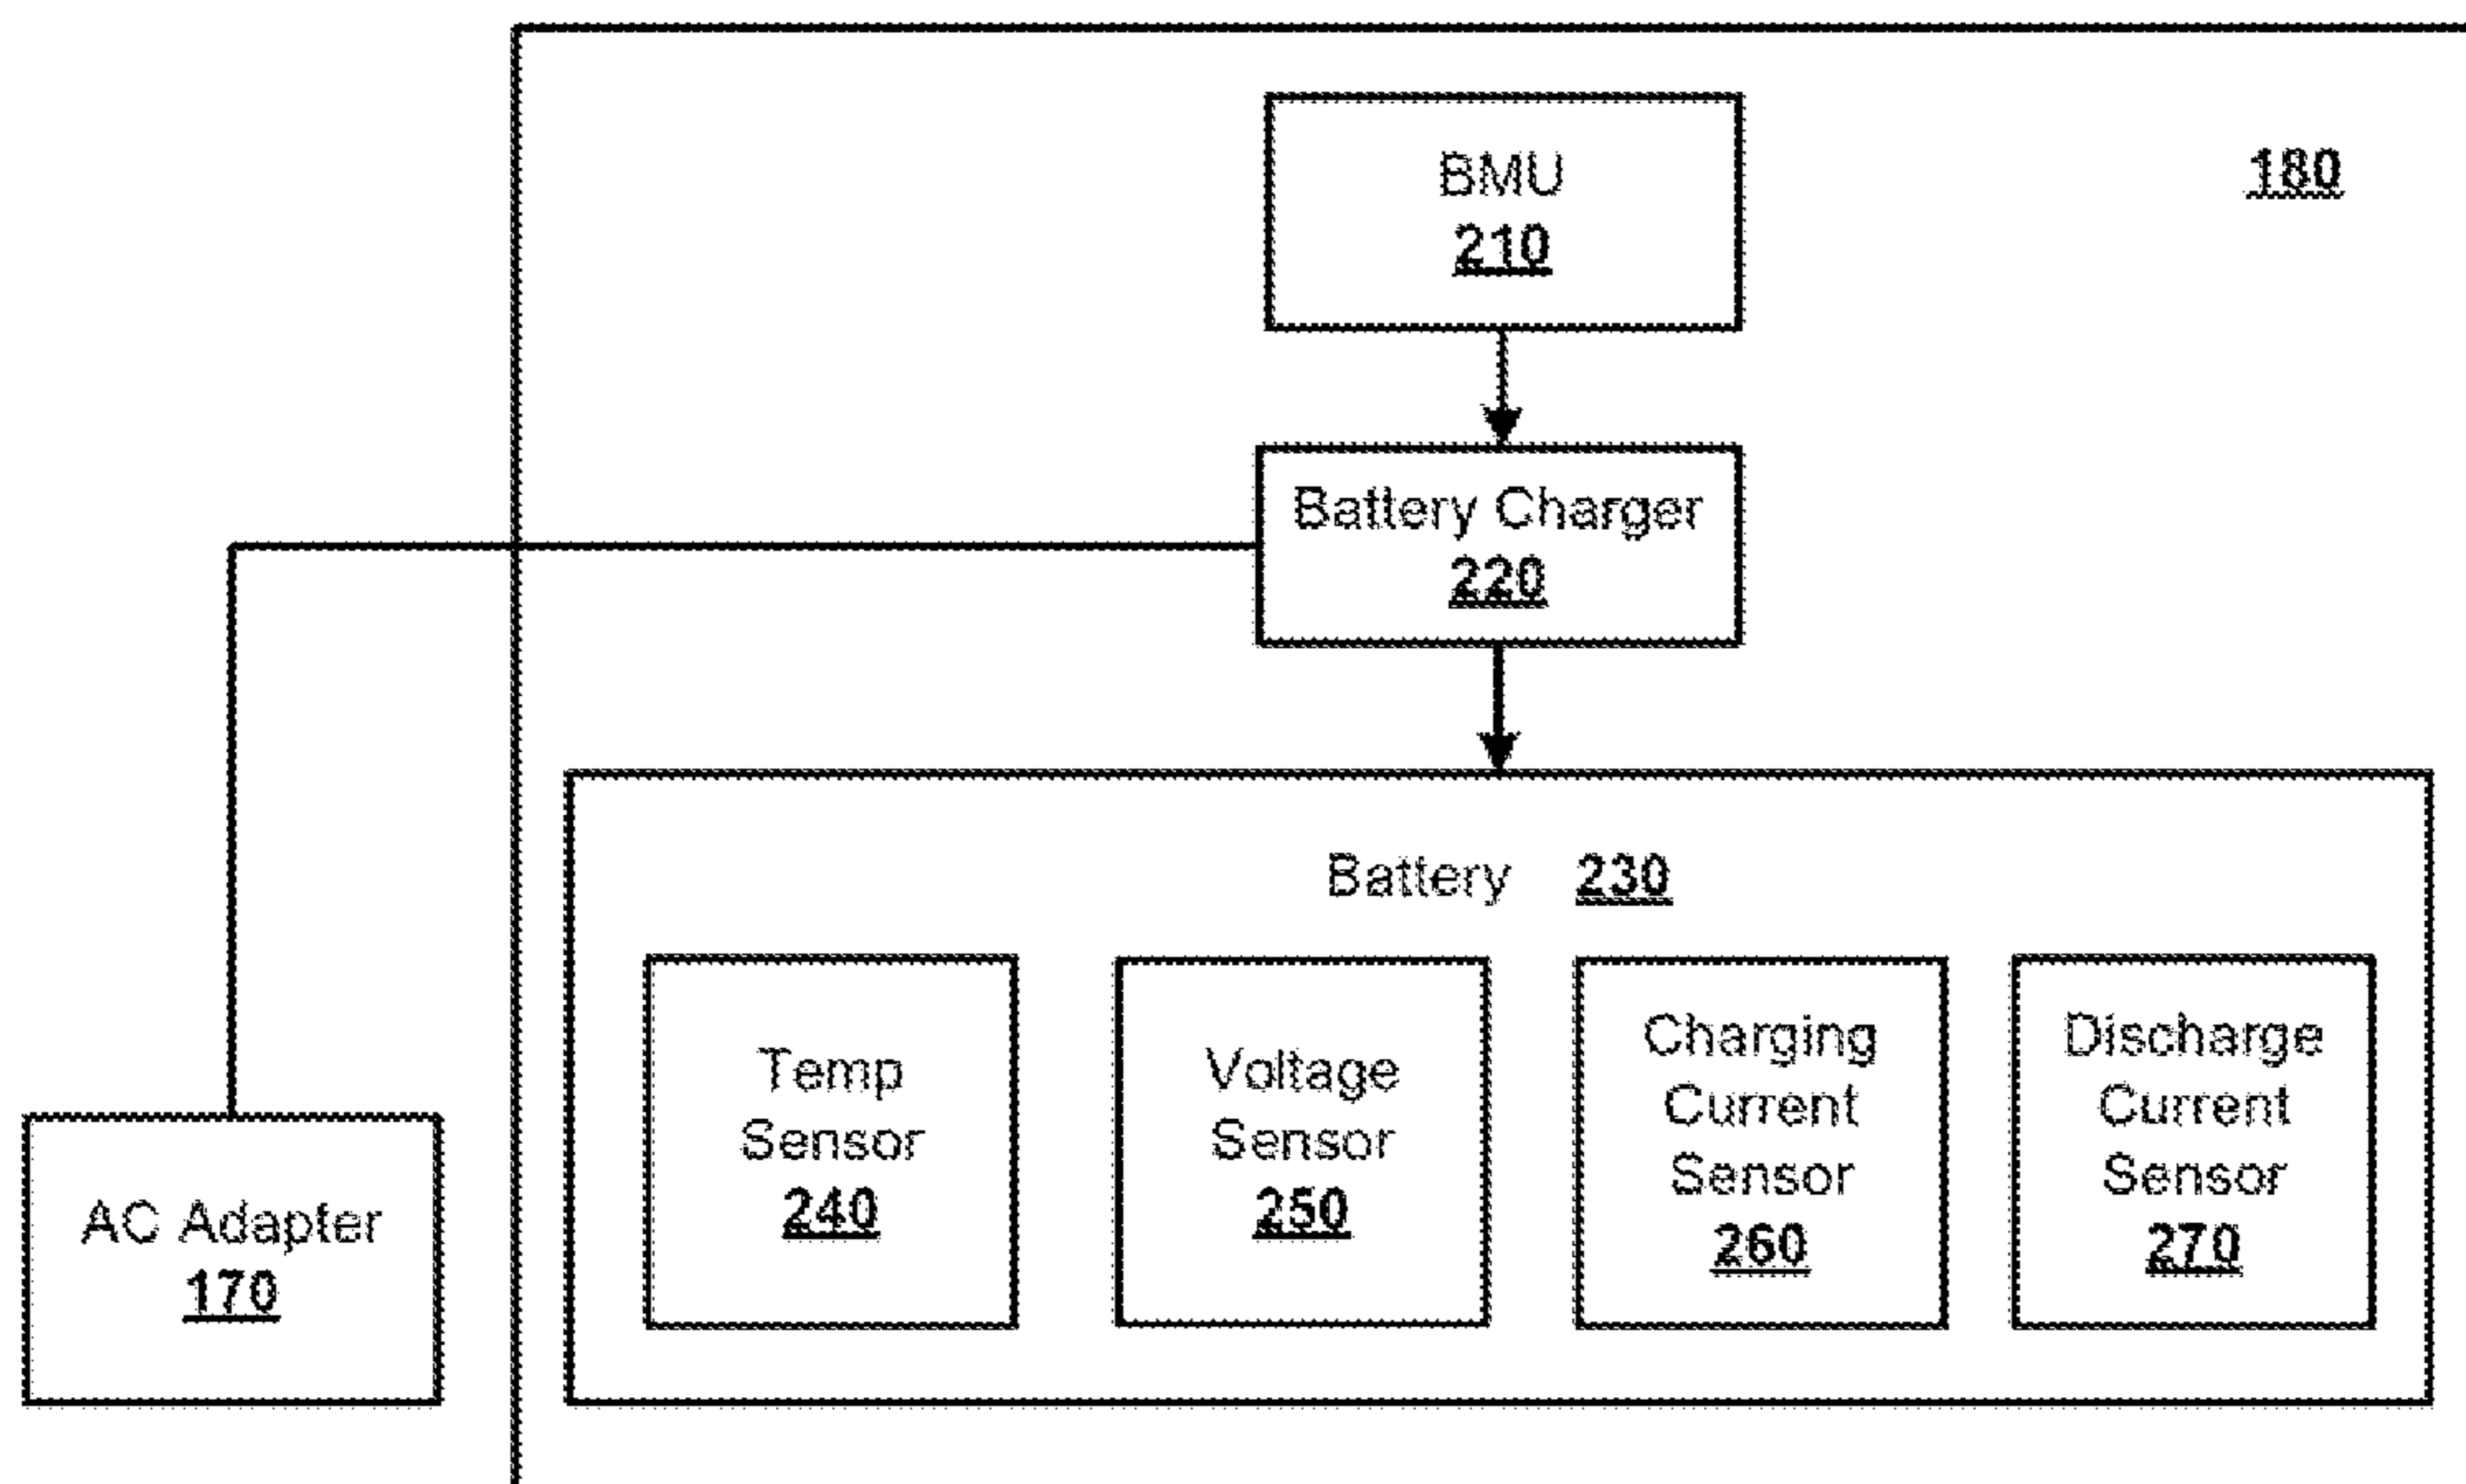 BMU
210
180
Battery Charger
220
Battery 230
Temp
Sensor
240
Voltage
Sensor
250
Charging
Current
Sensor
260
Discharge
Current
Sensor
270
AC Adapter
170